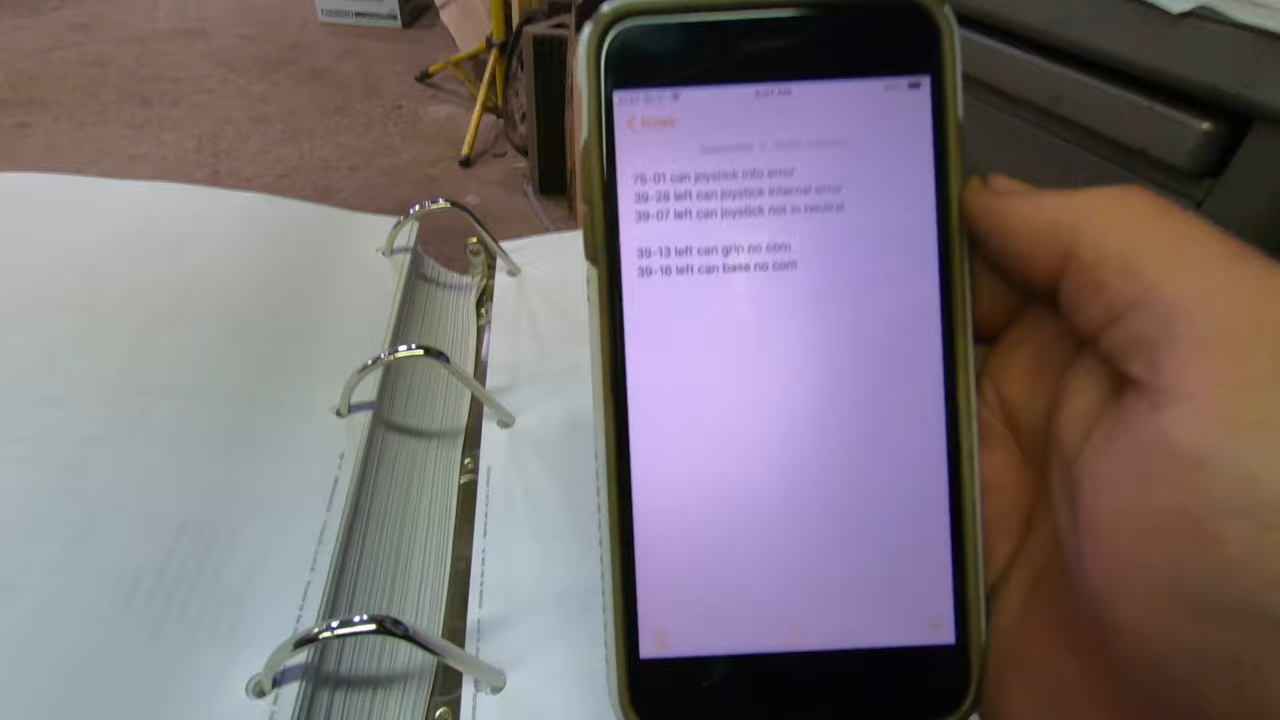 Notes
75-01 can joystick info error
39-28 left can joystick internal error
39-07 left can joystick not in neutral
39-13 left can grip no com
39-16 left can base no com